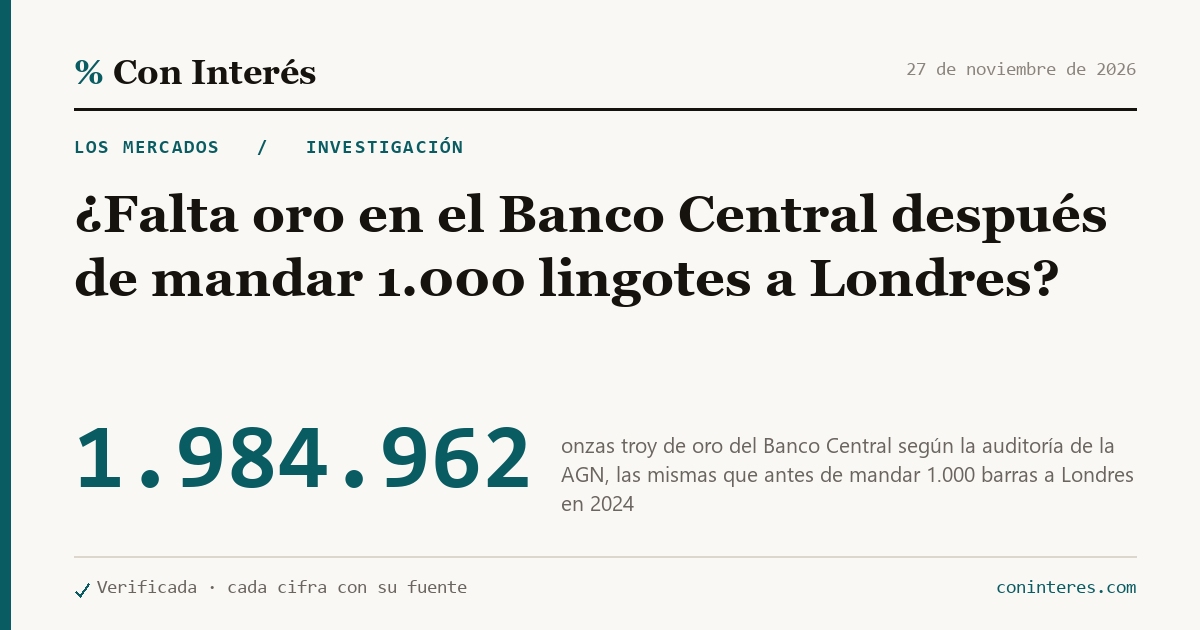 % Con Interés
27 de noviembre de 2026
LOS MERCADOS / INVESTIGACIÓN
¿Falta oro en el Banco Central después
de mandar 1.000 lingotes a Londres?
1.984.962
onzas troy de oro del Banco Central según la auditoría de la
AGN, las mismas que antes de mandar 1.000 barras a Londres
en 2024
✓ Verificada · cada cifra con su fuente
coninteres.com